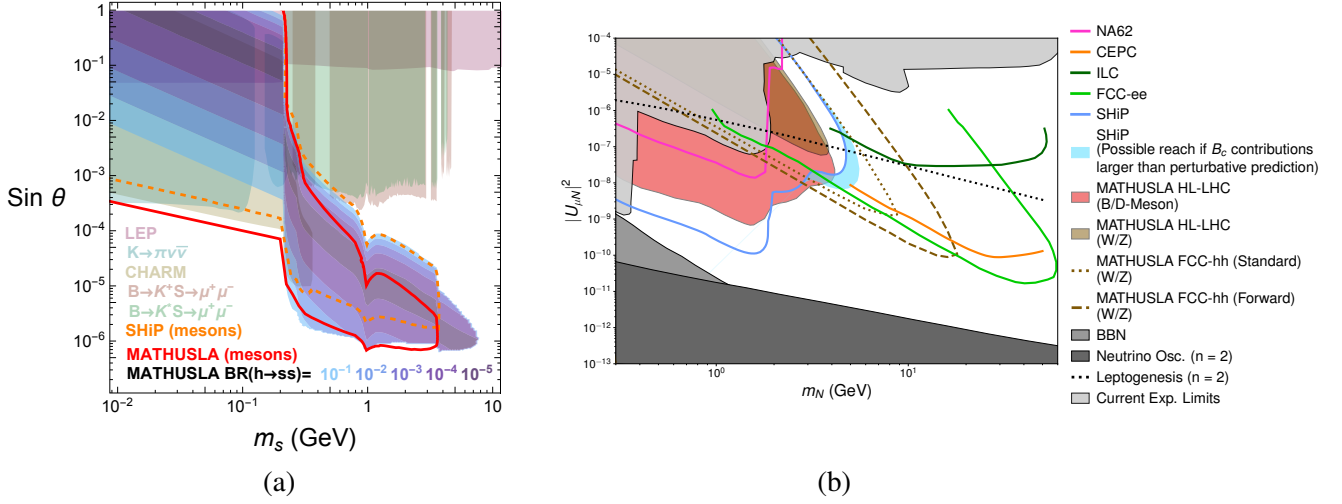 1
10⁻¹
10⁻²
10⁻³
10⁻⁴
10⁻⁵
10⁻⁶
Sin θ
LEP
K→πνν̅
CHARM
B→K⁺S→μ⁺μ⁻
B→K*S→μ⁺μ⁻
SHiP (mesons)
MATHUSLA (mesons)
MATHUSLA BR(h→ss)= 10⁻¹ 10⁻² 10⁻³ 10⁻⁴ 10⁻⁵
10⁻² 10⁻¹ 1 10
mₛ (GeV)
(a)
10⁻⁴
10⁻⁵
10⁻⁶
10⁻⁷
10⁻⁸
10⁻⁹
10⁻¹⁰
10⁻¹¹
10⁻¹²
10⁻¹³
|U_μN|²
10⁰ 10¹
m_N (GeV)
NA62
CEPC
ILC
FCC-ee
SHiP
SHiP
(Possible reach if B_c contributions
larger than perturbative prediction)
MATHUSLA HL-LHC
(B/D-Meson)
MATHUSLA HL-LHC
(W/Z)
MATHUSLA FCC-hh (Standard)
(W/Z)
MATHUSLA FCC-hh (Forward)
(W/Z)
BBN
Neutrino Osc. (n = 2)
Leptogenesis (n = 2)
Current Exp. Limits
(b)